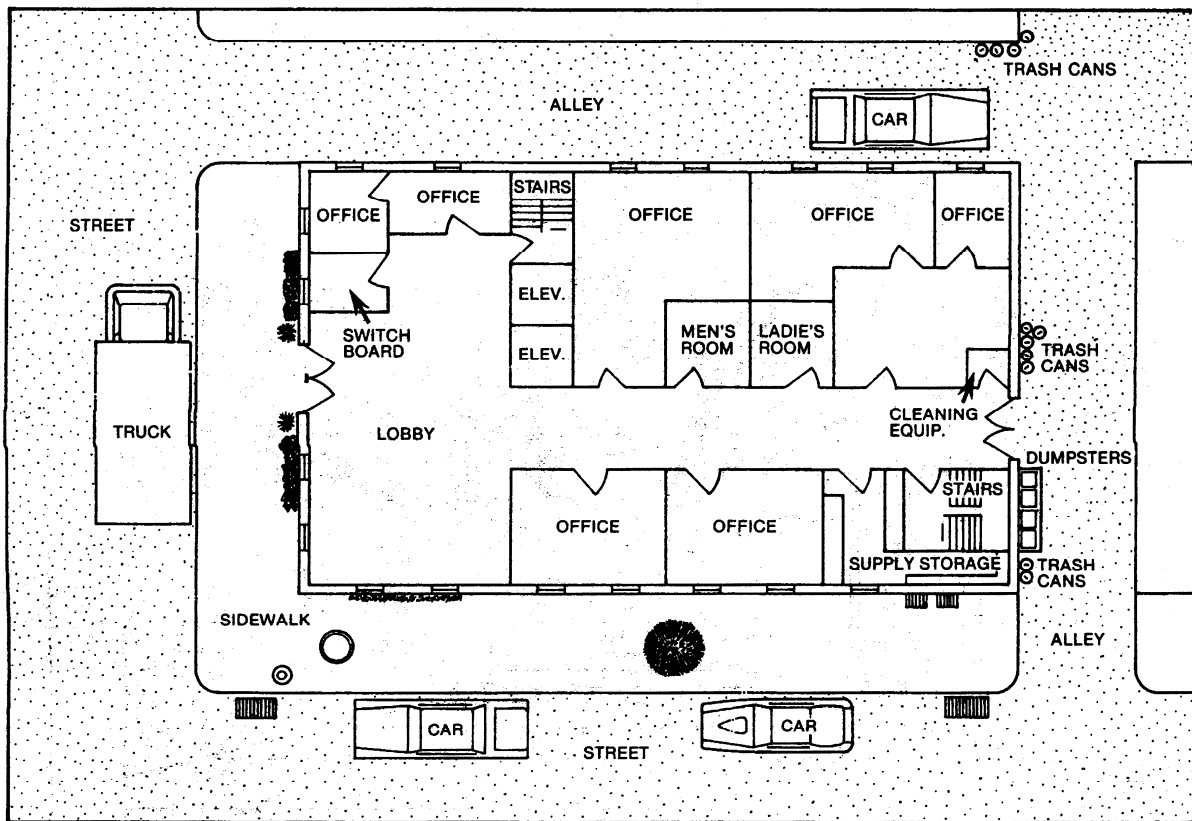 TRASH CANS
ALLEY
CAR
STAIRS
OFFICE
OFFICE
OFFICE
OFFICE
OFFICE
STREET
ELEV.
SWITCH
BOARD
ELEV.
MEN'S
ROOM
LADIE'S
ROOM
TRASH
CANS
CLEANING
EQUIP.
TRUCK
LOBBY
DUMPSTERS
STAIRS
OFFICE
OFFICE
SUPPLY STORAGE
TRASH
CANS
SIDEWALK
ALLEY
CAR
CAR
STREET